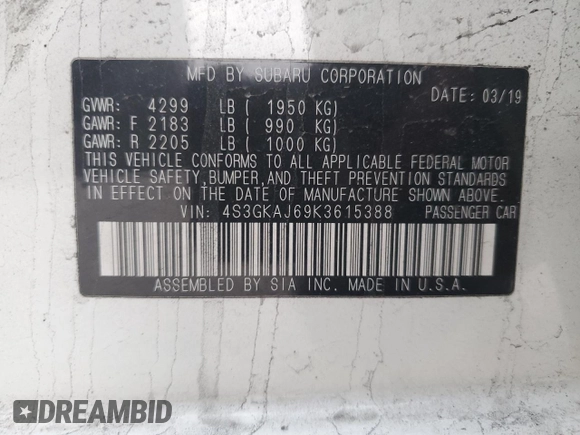 MFD BY SUBARU CORPORATION
DATE: 03/19
GVWR: 4299 LB ( 1950 KG)
GAWR: F 2183 LB ( 990 KG)
GAWR: R 2205 LB ( 1000 KG)
THIS VEHICLE CONFORMS TO ALL APPLICABLE FEDERAL MOTOR
VEHICLE SAFETY, BUMPER, AND THEFT PREVENTION STANDARDS
IN EFFECT ON THE DATE OF MANUFACTURE SHOWN ABOVE.
VIN: 4S3GKAJ69K3615388 PASSENGER CAR
ASSEMBLED BY SIA INC. MADE IN U.S.A.
DREAMBID